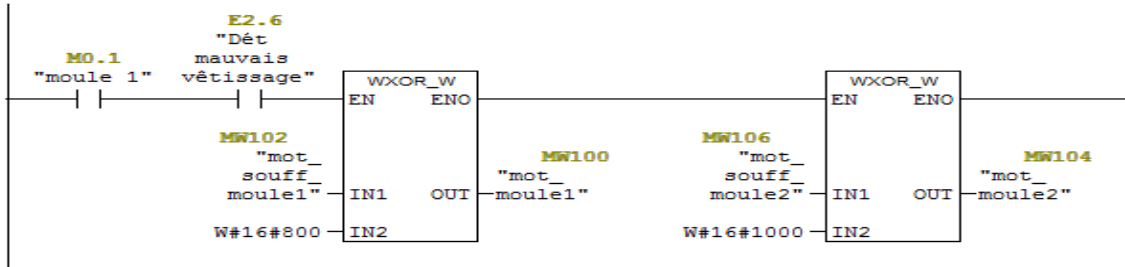 E2.6
"Dét
M0.1 mauvais
"moule 1" vêtissage" WXOR_W WXOR_W
EN ENO EN ENO
MW102 MW106
"mot_ MW100 "mot_ MW104
souff_ "mot_ souff_ "mot_
moule1" IN1 OUT moule1" moule2" IN1 OUT moule2"
W#16#800 IN2 W#16#1000 IN2